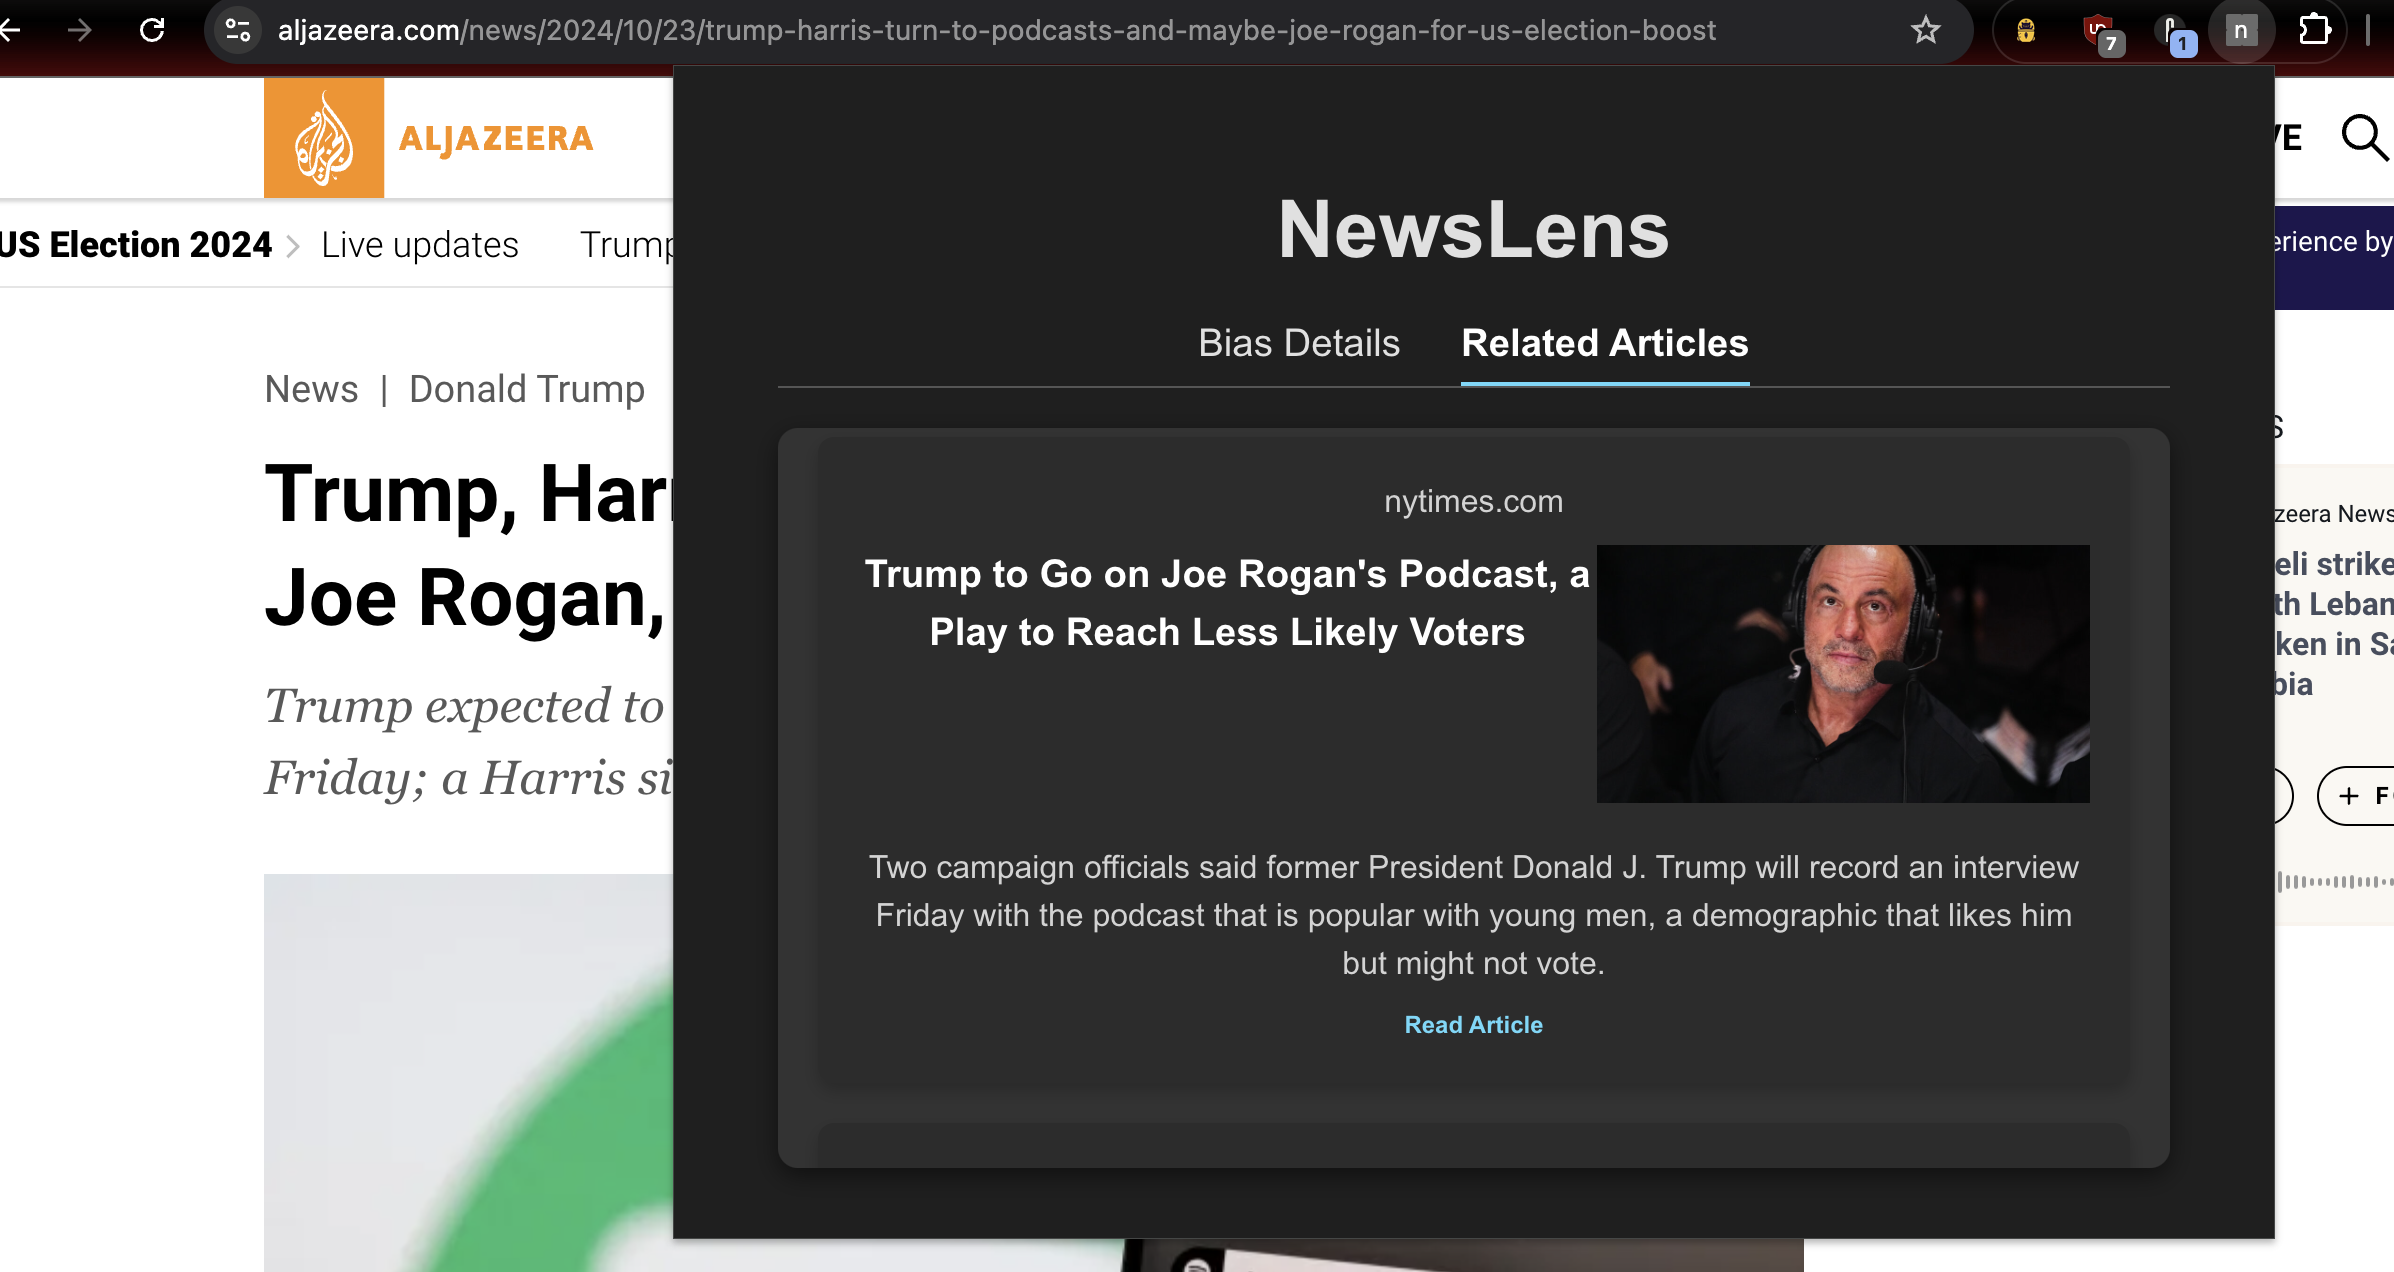 aljazeera.com/news/2024/10/23/trump-harris-turn-to-podcasts-and-maybe-joe-rogan-for-us-election-boost
7
1
n
ALJAZEERA
US Election 2024
Live updates
Trump
erience by
News | Donald Trump
Trump, Harr
Joe Rogan,
Trump expected to
Friday; a Harris si
NewsLens
Bias Details
Related Articles
nytimes.com
Trump to Go on Joe Rogan's Podcast, a
Play to Reach Less Likely Voters
Two campaign officials said former President Donald J. Trump will record an interview
Friday with the podcast that is popular with young men, a demographic that likes him
but might not vote.
Read Article
zeera News
eli strike
th Leban
ken in Sa
bia